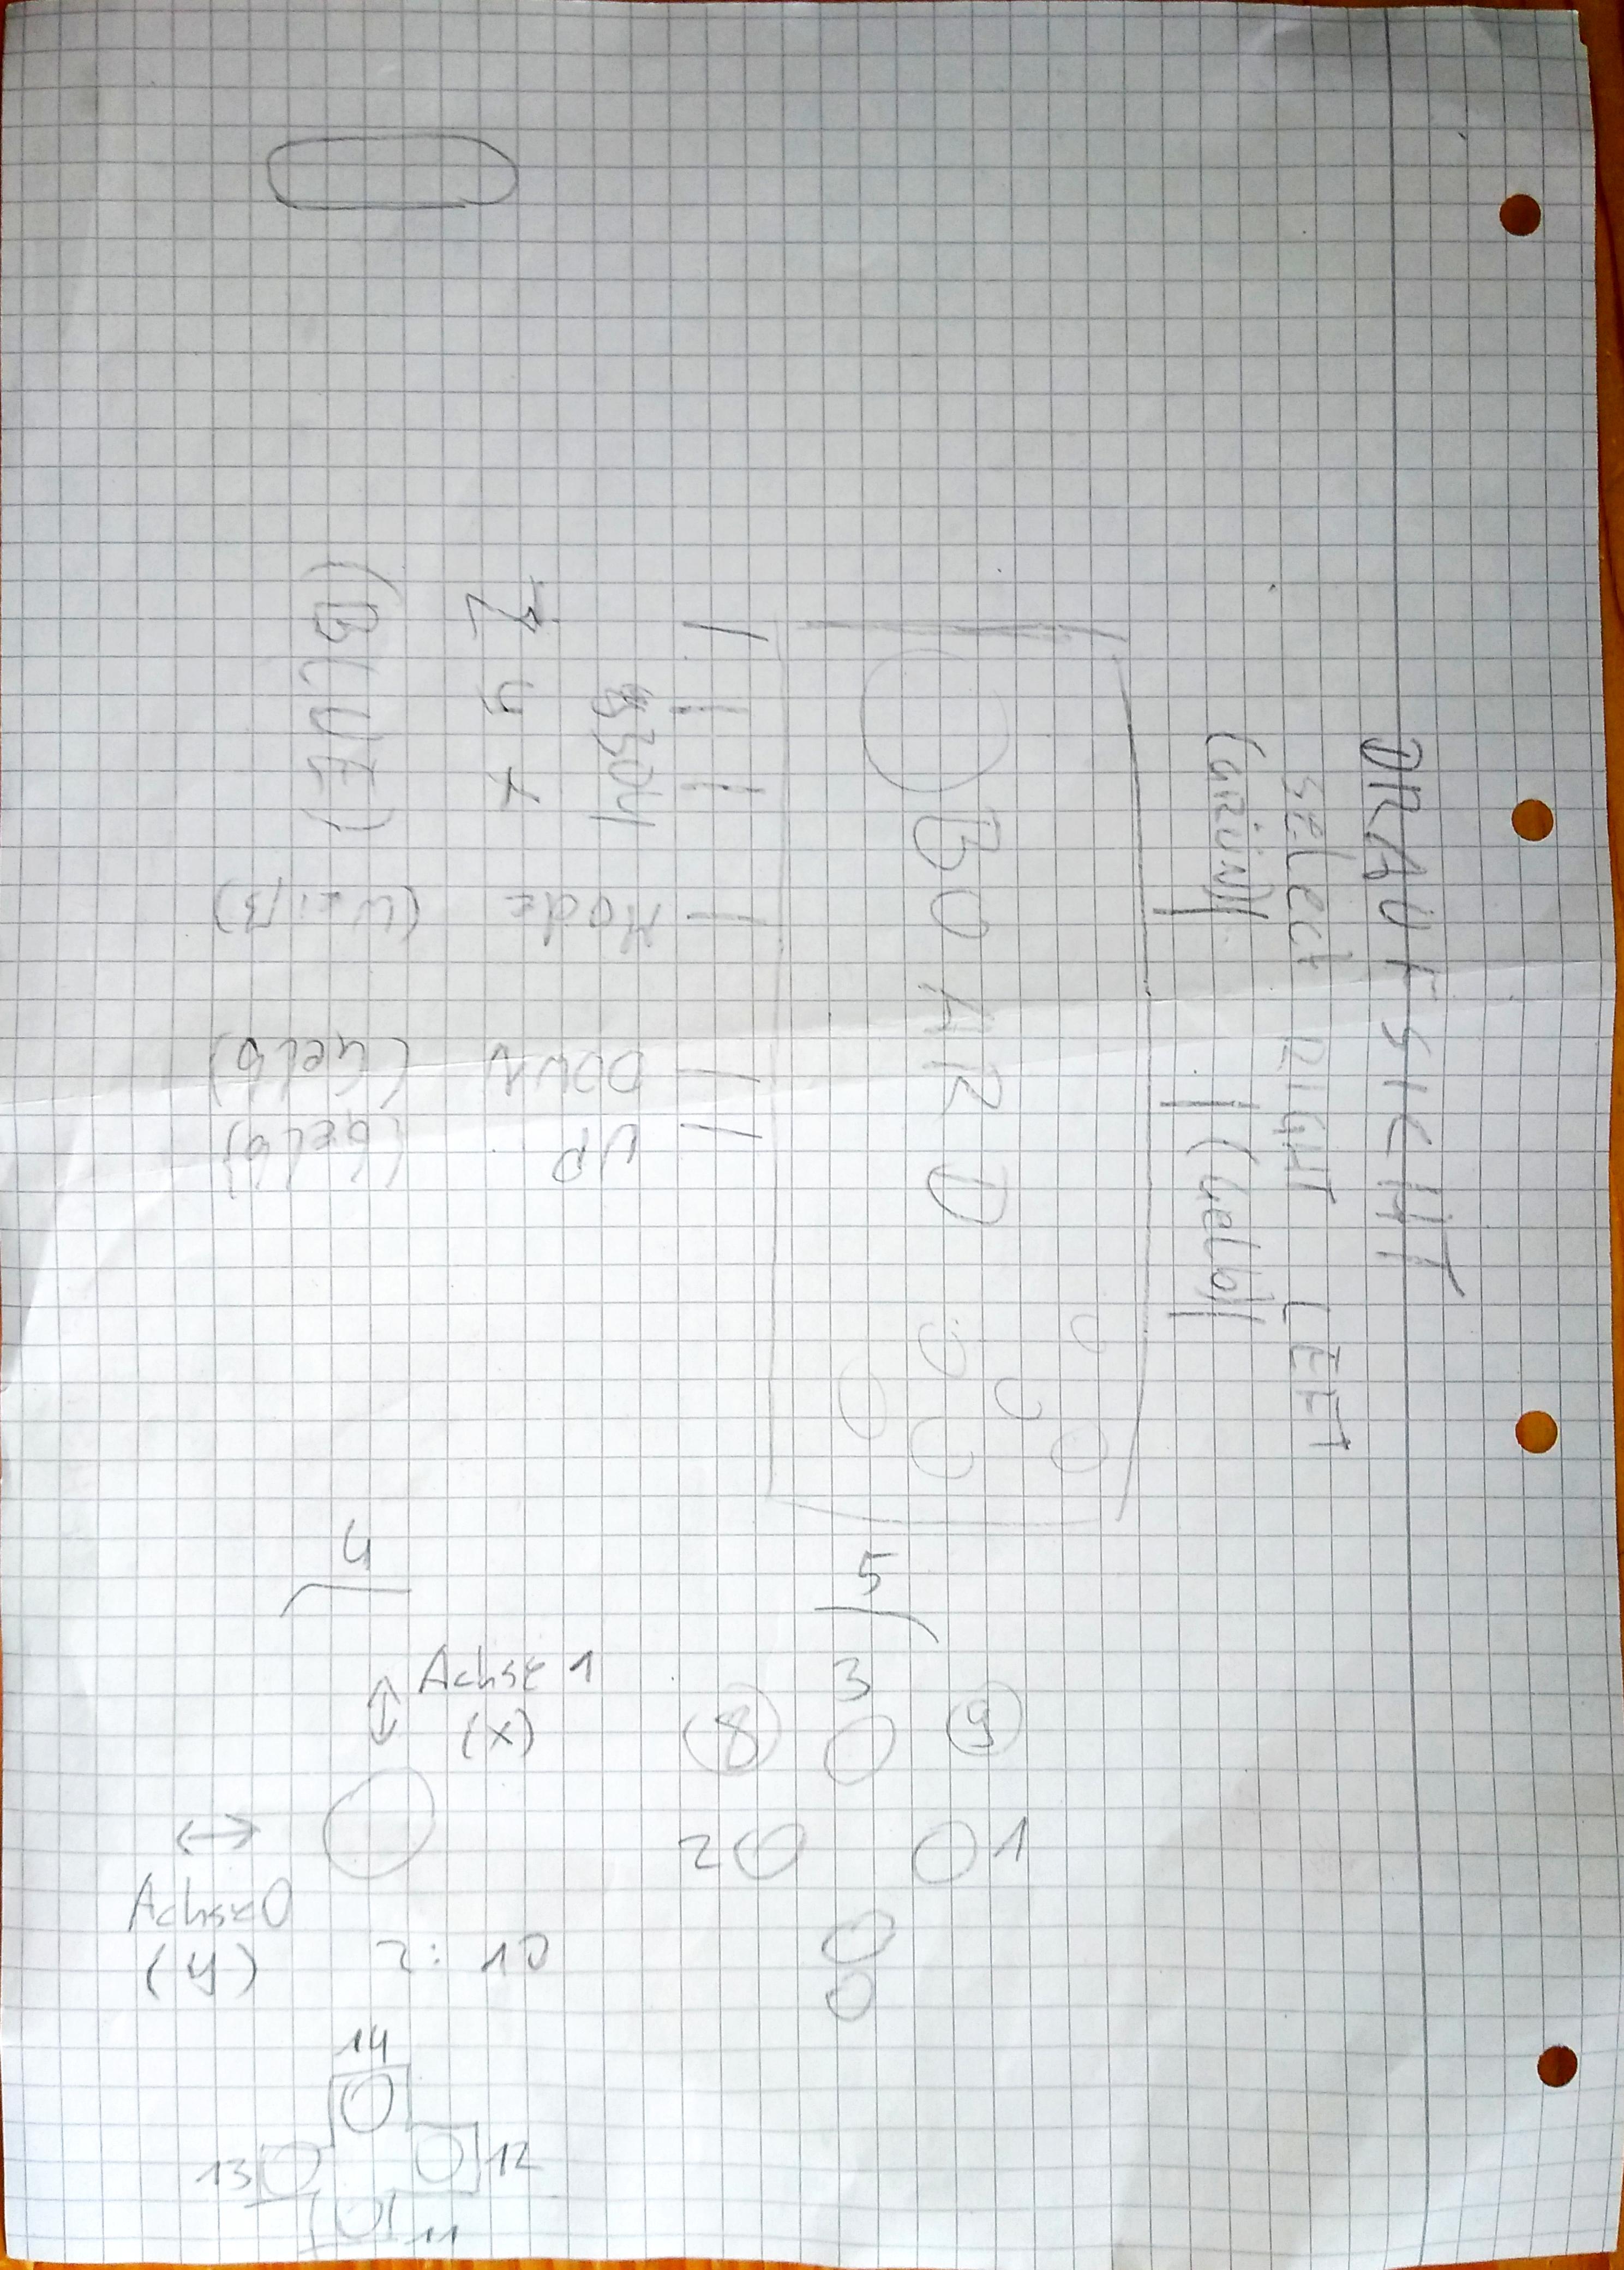 DRAUFSICHT
select RIGHT LEFT
(GRÜN) (Gelb)
BOARD
Mode
DOWN
UP
Z y x
(Weiß)
(Gelb)
(Gelb)
(BLUE)
4
5
Achse 1
(x)
3
8
9
2
1
Achse 0
(y)
2: 10
14
13
12
11